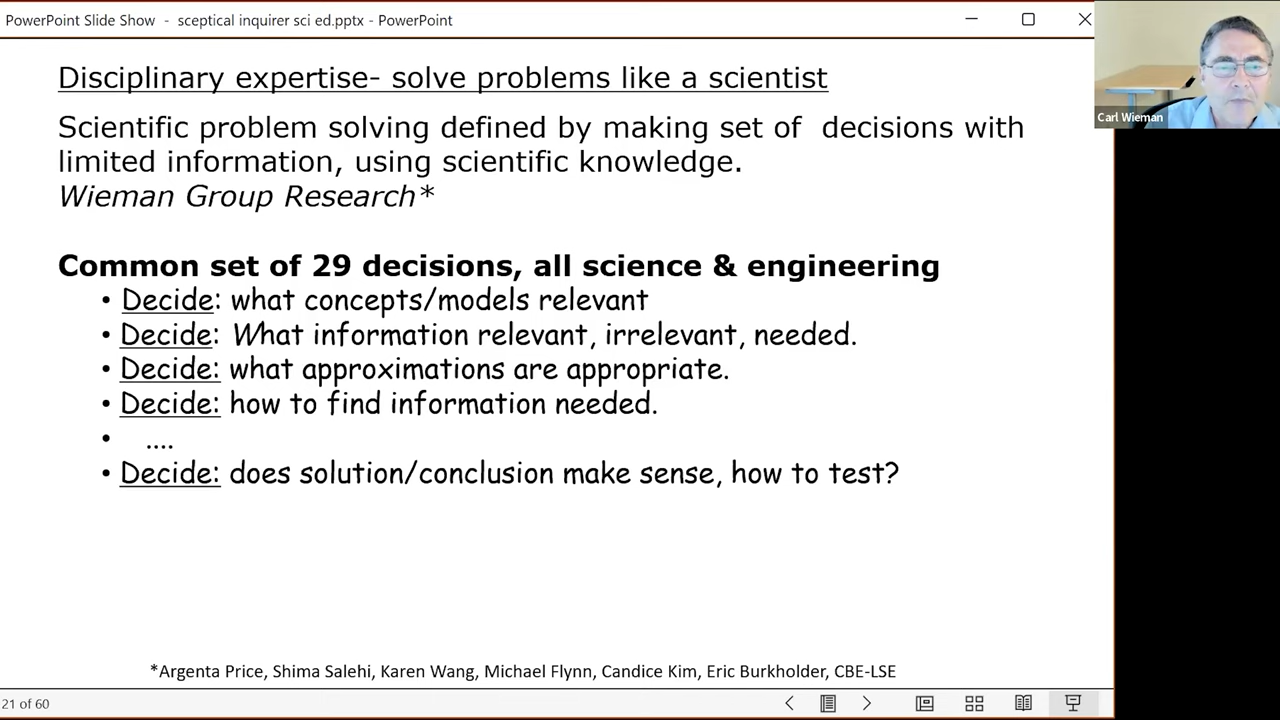 PowerPoint Slide Show - sceptical inquirer sci ed.pptx - PowerPoint
Carl Wieman
Disciplinary expertise- solve problems like a scientist
Scientific problem solving defined by making set of decisions with
limited information, using scientific knowledge.
Wieman Group Research*
Common set of 29 decisions, all science & engineering
• Decide: what concepts/models relevant
• Decide: What information relevant, irrelevant, needed.
• Decide: what approximations are appropriate.
• Decide: how to find information needed.
• ....
• Decide: does solution/conclusion make sense, how to test?
*Argenta Price, Shima Salehi, Karen Wang, Michael Flynn, Candice Kim, Eric Burkholder, CBE-LSE
21 of 60